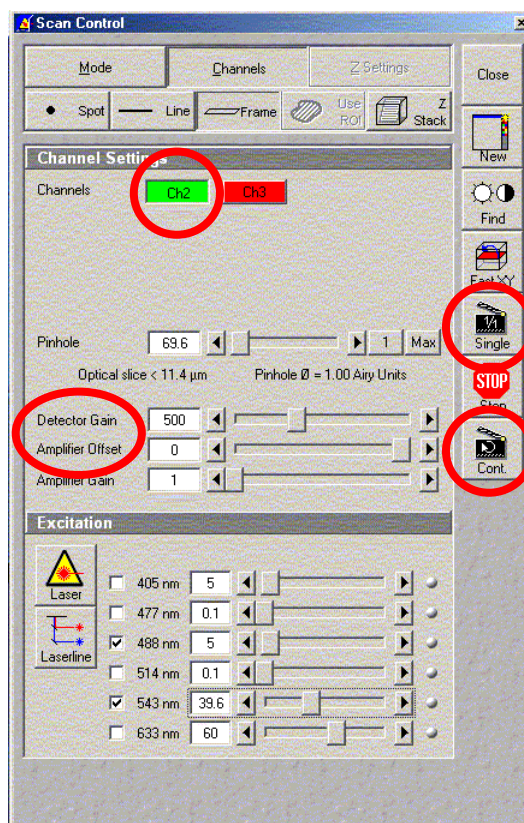 Scan Control
Mode Channels Z Settings Close
Spot Line Frame Use ROI Z Stack
New
Channel Settings
Channels Ch2 Ch3
Find
Fast XY
1/1
Single
Pinhole 69.6 1 Max
Optical slice < 11.4 µm Pinhole Ø = 1.00 Airy Units
STOP
Stop
Detector Gain 500
Amplifier Offset 0
Cont.
Amplifier Gain 1
Excitation
Laser
Laserline
405 nm 5
477 nm 0.1
488 nm 5
514 nm 0.1
543 nm 39.6
633 nm 60